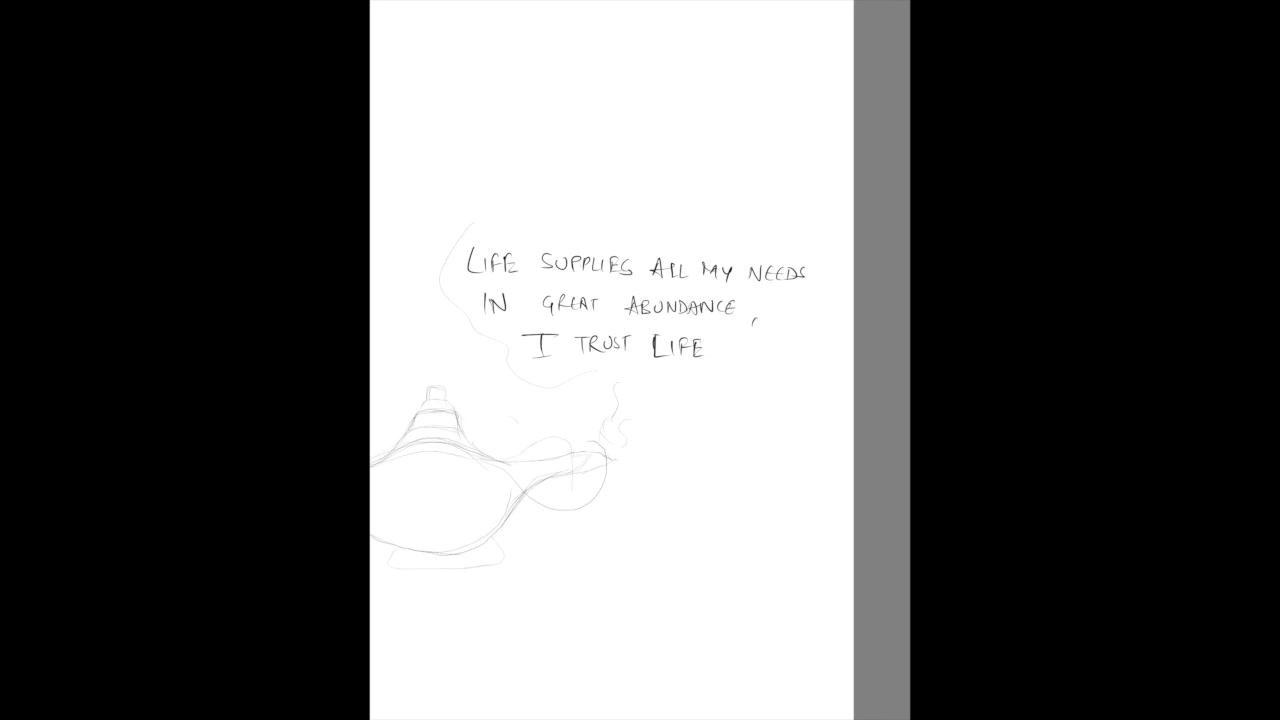 LIFE SUPPLIES ALL MY NEEDS
IN GREAT ABUNDANCE,
I TRUST LIFE